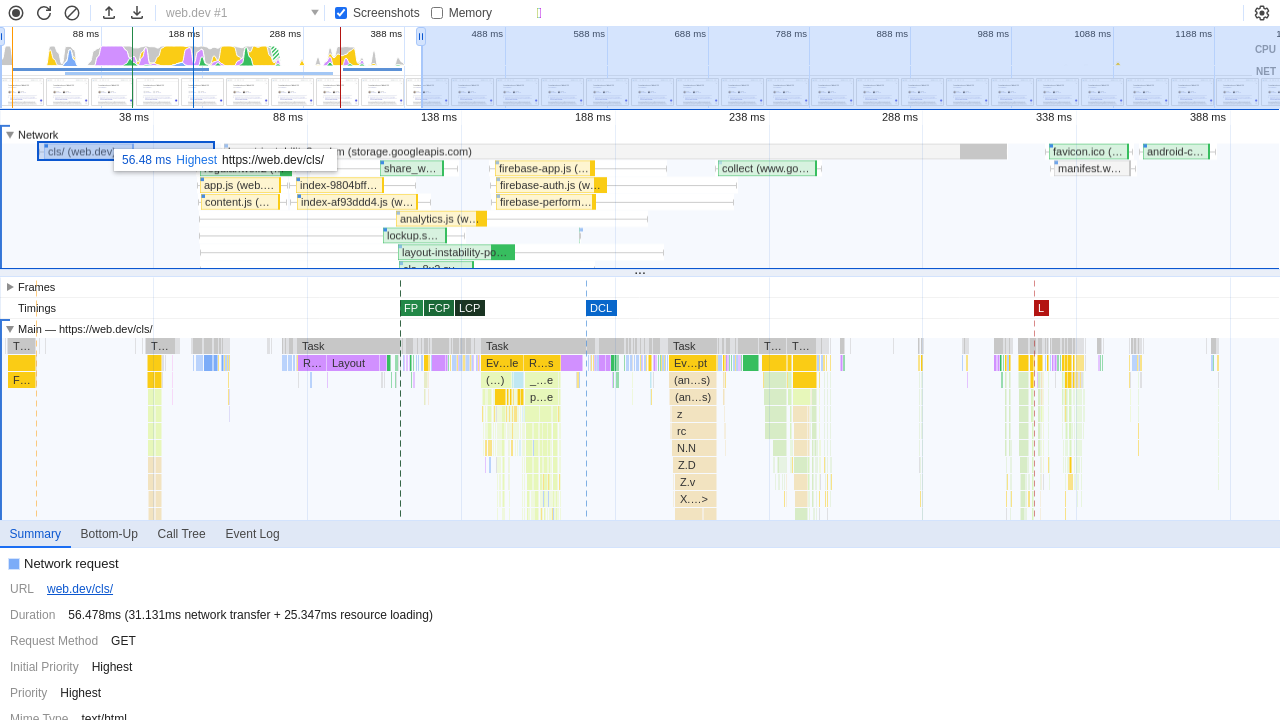 web.dev #1 Screenshots Memory
88 ms 188 ms 288 ms 388 ms 488 ms 588 ms 688 ms 788 ms 888 ms 988 ms 1088 ms 1188 ms
CPU
NET
38 ms 88 ms 138 ms 188 ms 238 ms 288 ms 338 ms 388 ms
Network
cls/ (web.dev) m (storage.googleapis.com) favicon.ico (… android-c…
56.48 ms Highest https://web.dev/cls/
share_w… firebase-app.js (… collect (www.go… manifest.w…
app.js (web.… index-9804bff… firebase-auth.js (w…
content.js (… index-af93ddd4.js (w… firebase-perform…
analytics.js (w…
lockup.s…
layout-instability-po…
…
Frames
Timings FP FCP LCP DCL L
Main — https://web.dev/cls/
T… T… Task Task Task T… T…
R… Layout Ev…le R…s Ev…pt
F… (…) _…e (an…s)
p…e (an…s)
z
rc
N.N
Z.D
Z.v
X.…>
Summary Bottom-Up Call Tree Event Log
Network request
URL web.dev/cls/
Duration 56.478ms (31.131ms network transfer + 25.347ms resource loading)
Request Method GET
Initial Priority Highest
Priority Highest
Mime Type text/html